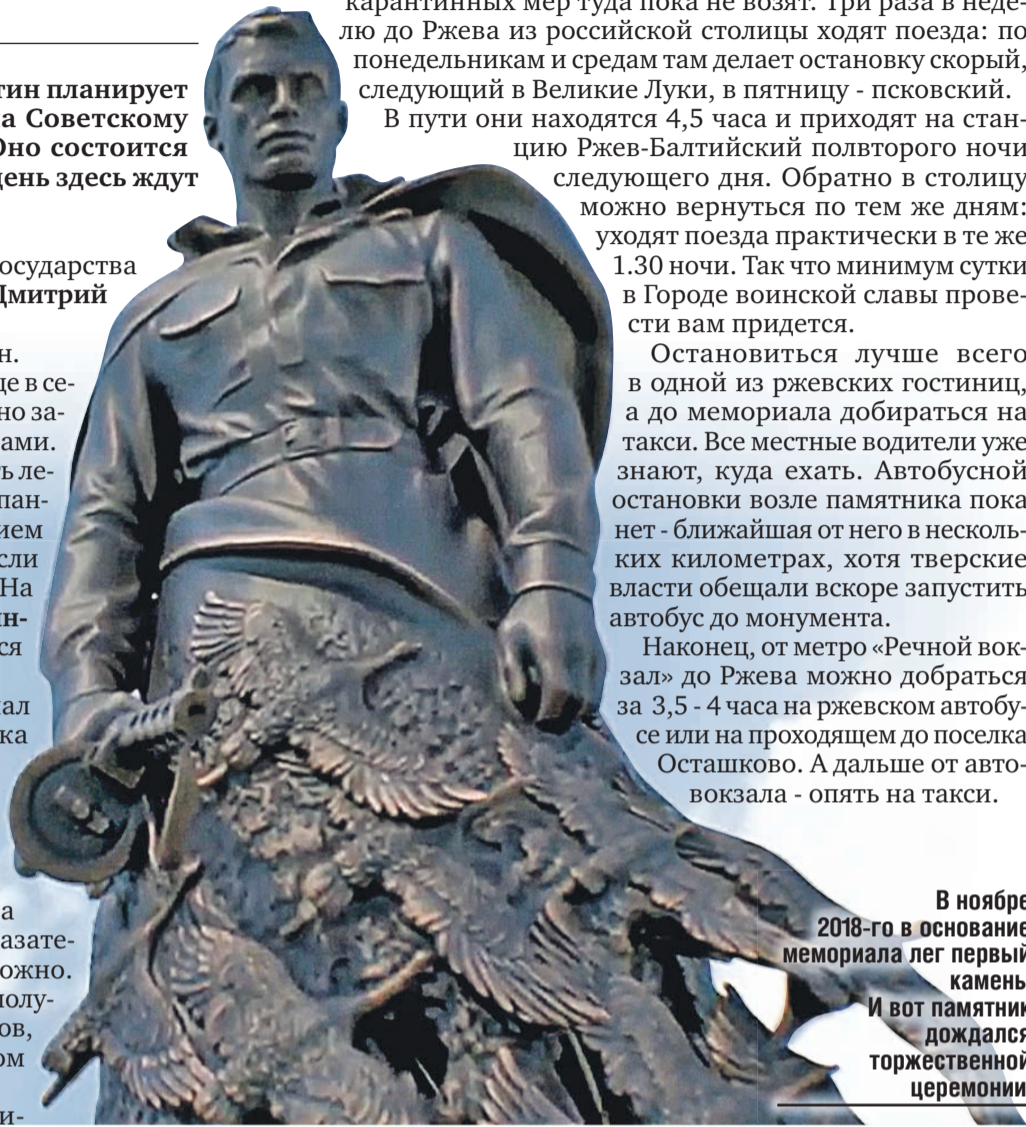 тин планирует
а Советскому
Оно состоится
день здесь ждут
осударства
Дмитрий
н.
де в се-
но за-
ами.
ть ле-
пан-
ием
сли
На
ин-
ся
ал
ка
а
азате-
ожно.
полу-
ов,
ом
и-
карантинных мер туда пока не возят. Три раза в неде-
лю до Ржева из российской столицы ходят поезда: по
понедельникам и средам там делает остановку скорый,
следующий в Великие Луки, в пятницу - псковский.
В пути они находятся 4,5 часа и приходят на стан-
цию Ржев-Балтийский полвторого ночи
следующего дня. Обратно в столицу
можно вернуться по тем же дням:
уходят поезда практически в те же
1.30 ночи. Так что минимум сутки
в Городе воинской славы прове-
сти вам придется.
Остановиться лучше всего
в одной из ржевских гостиниц,
а до мемориала добираться на
такси. Все местные водители уже
знают, куда ехать. Автобусной
остановки возле памятника пока
нет - ближайшая от него в несколь-
ких километрах, хотя тверские
власти обещали вскоре запустить
автобус до монумента.
Наконец, от метро «Речной вок-
зал» до Ржева можно добраться
за 3,5 - 4 часа на ржевском автобу-
се или на проходящем до поселка
Осташково. А дальше от авто-
вокзала - опять на такси.
В ноябре
2018-го в основание
мемориала лег первый
камень.
И вот памятник
дождался
торжественной
церемонии